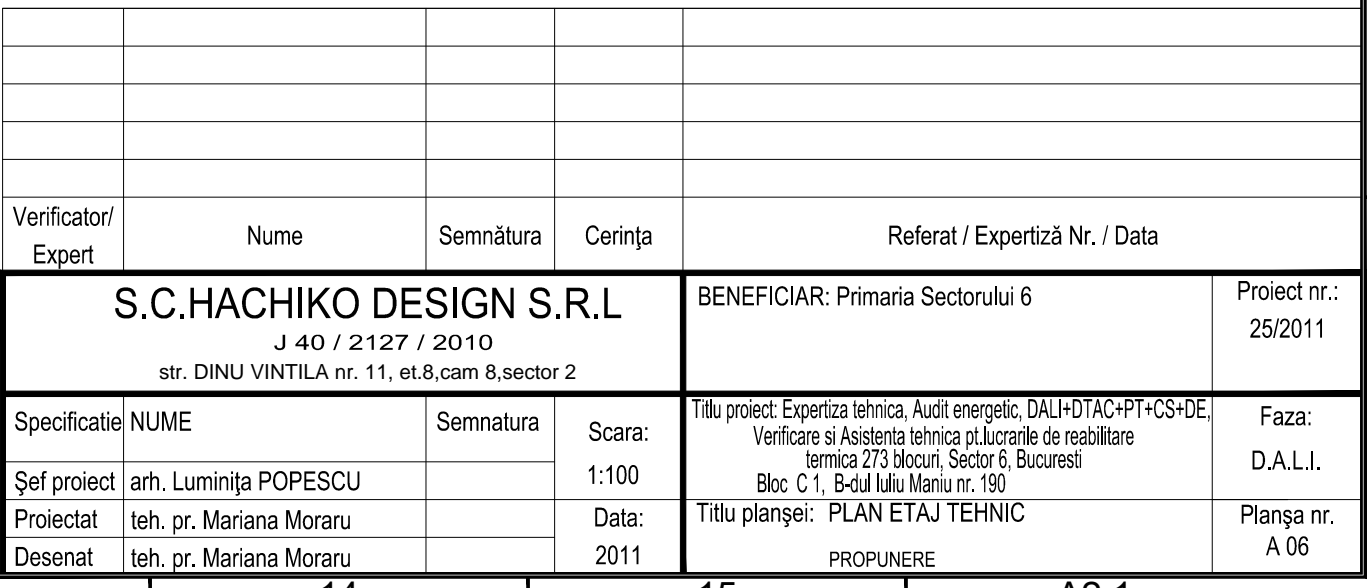 Verificator/
Expert
Nume
Semnătura
Cerinţa
Referat / Expertiză Nr. / Data
S.C.HACHIKO DESIGN S.R.L
J 40 / 2127 / 2010
str. DINU VINTILA nr. 11, et.8,cam 8,sector 2
BENEFICIAR: Primaria Sectorului 6
Proiect nr.:
25/2011
Specificatie
NUME
Semnatura
Scara:
1:100
Titlu proiect: Expertiza tehnica, Audit energetic, DALI+DTAC+PT+CS+DE,
Verificare si Asistenta tehnica pt.lucrarile de reabilitare
termica 273 blocuri, Sector 6, Bucuresti
Bloc C 1, B-dul Iuliu Maniu nr. 190
Faza:
D.A.L.I.
Şef proiect
arh. Luminiţa POPESCU
Proiectat
teh. pr. Mariana Moraru
Data:
2011
Titlu planşei: PLAN ETAJ TEHNIC
PROPUNERE
Planşa nr.
A 06
Desenat
teh. pr. Mariana Moraru